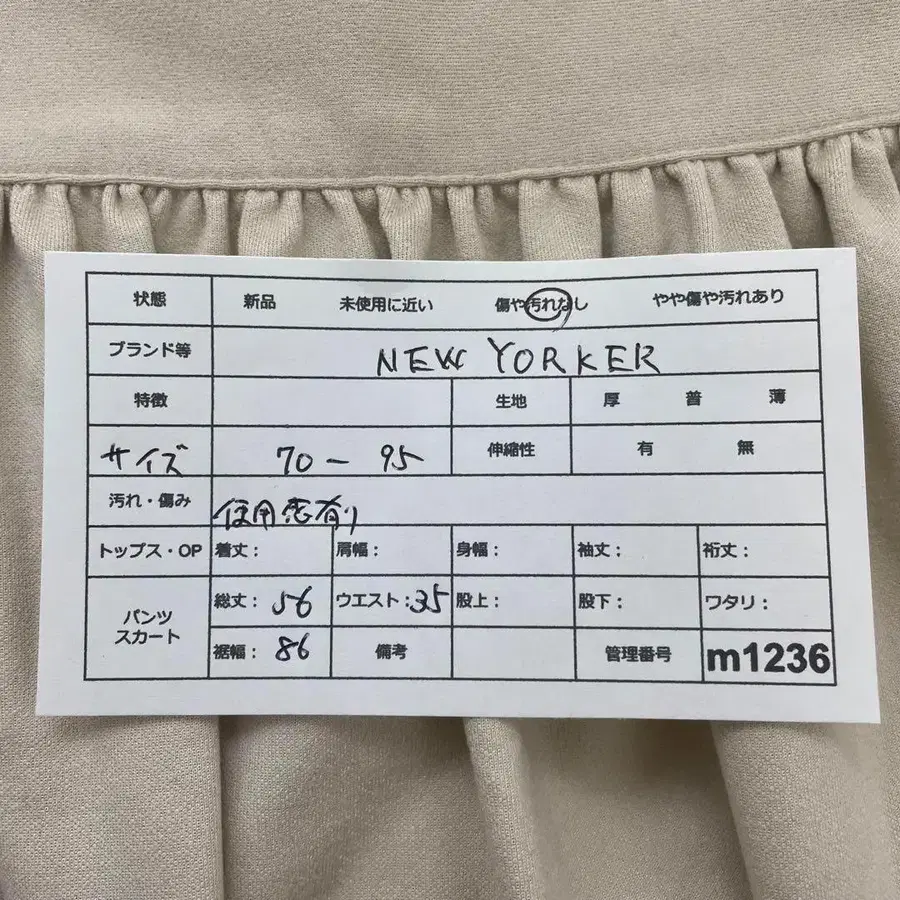 状態 新品 未使用に近い 傷や汚れなし やや傷や汚れあり
ブランド等 NEW YORKER
特徴 生地 厚 普 薄
サイズ 70 - 95 伸縮性 有 無
汚れ・傷み 使用感有り
トップス・OP 着丈: 肩幅: 身幅: 袖丈: 裄丈:
パンツ スカート 総丈: 56 ウエスト: 35 股上: 股下: ワタリ:
裾幅: 86 備考 管理番号 m1236